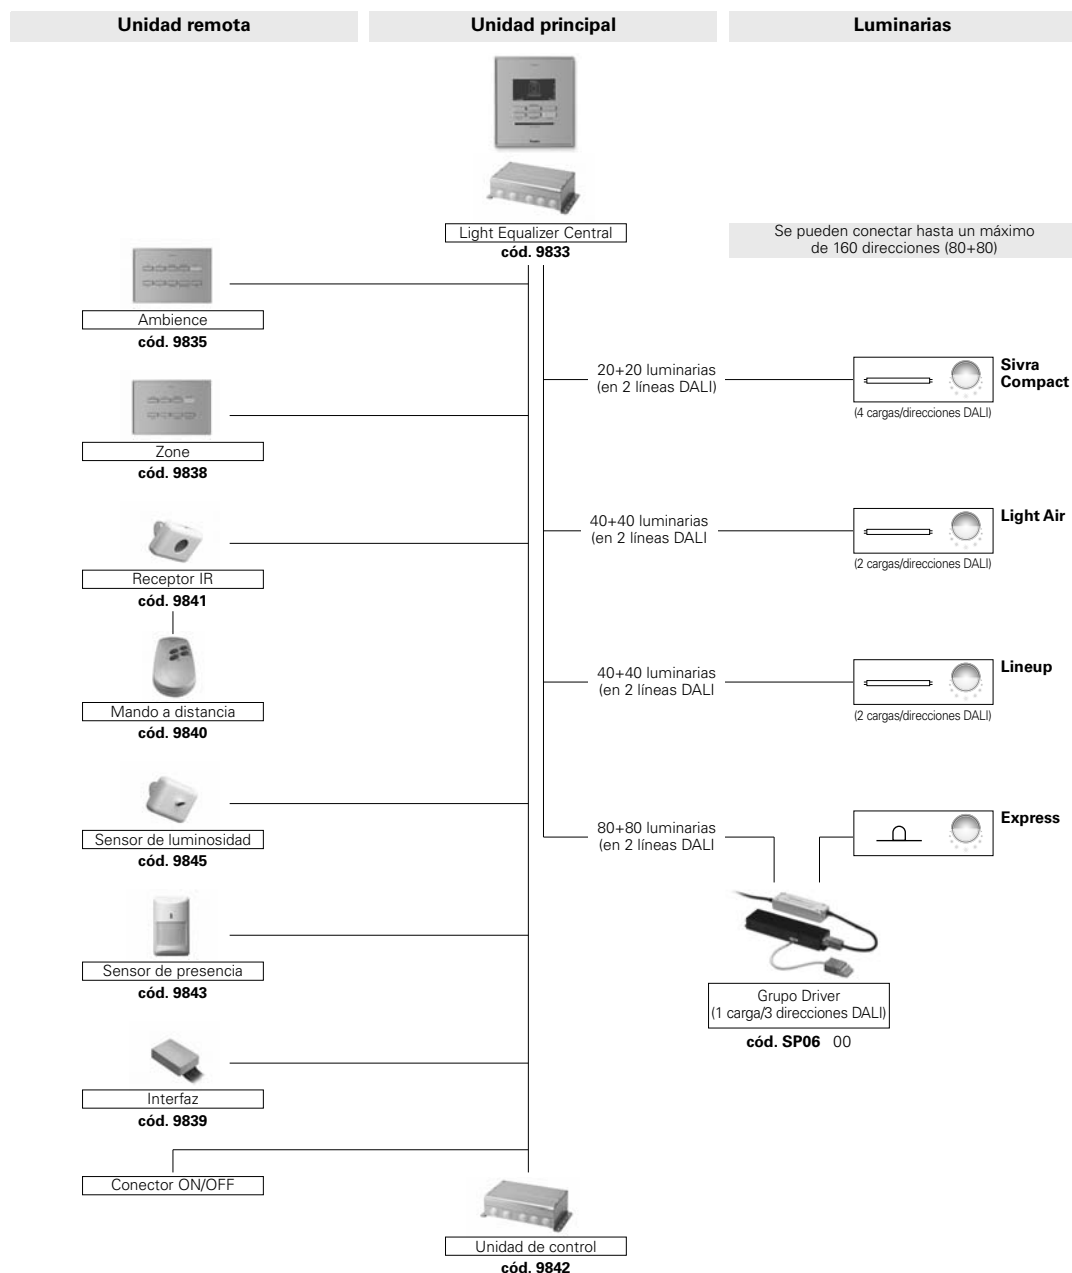 Unidad remota
Unidad principal
Luminarias
Light Equalizer Central
cód. 9833
Se pueden conectar hasta un máximo
de 160 direcciones (80+80)
Ambience
cód. 9835
Zone
cód. 9838
Receptor IR
cód. 9841
Mando a distancia
cód. 9840
Sensor de luminosidad
cód. 9845
Sensor de presencia
cód. 9843
Interfaz
cód. 9839
Conector ON/OFF
Unidad de control
cód. 9842
20+20 luminarias
(en 2 líneas DALI)
Sivra
Compact
(4 cargas/direcciones DALI)
40+40 luminarias
(en 2 líneas DALI
Light Air
(2 cargas/direcciones DALI)
40+40 luminarias
(en 2 líneas DALI
Lineup
(2 cargas/direcciones DALI)
80+80 luminarias
(en 2 líneas DALI
Express
Grupo Driver
(1 carga/3 direcciones DALI)
cód. SP06 00